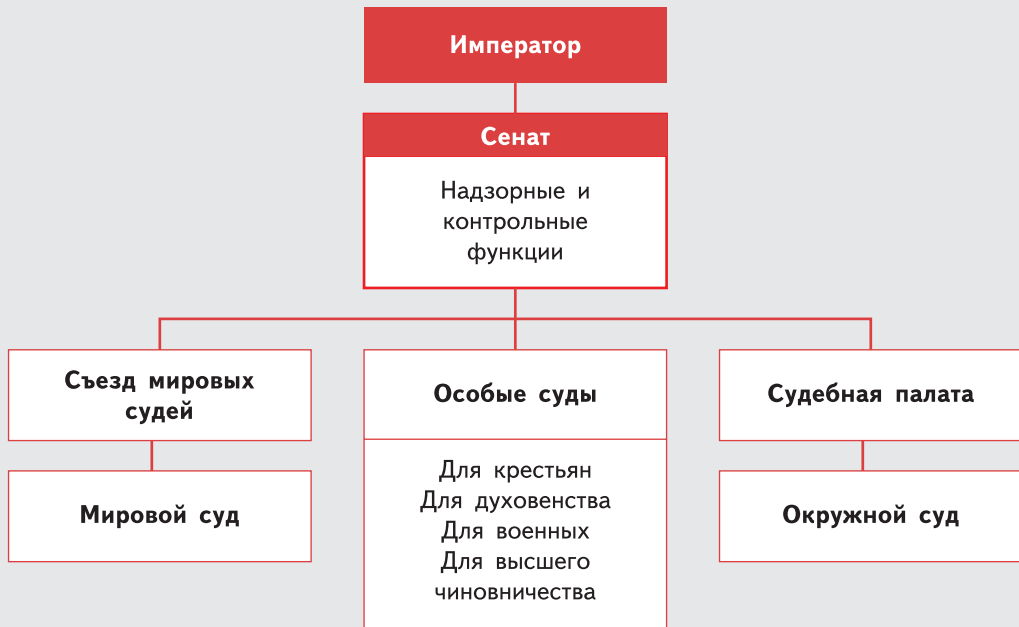 Император
Сенат
Надзорные и
контрольные
функции
Съезд мировых
судей
Мировой суд
Особые суды
Для крестьян
Для духовенства
Для военных
Для высшего
чиновничества
Судебная палата
Окружной суд